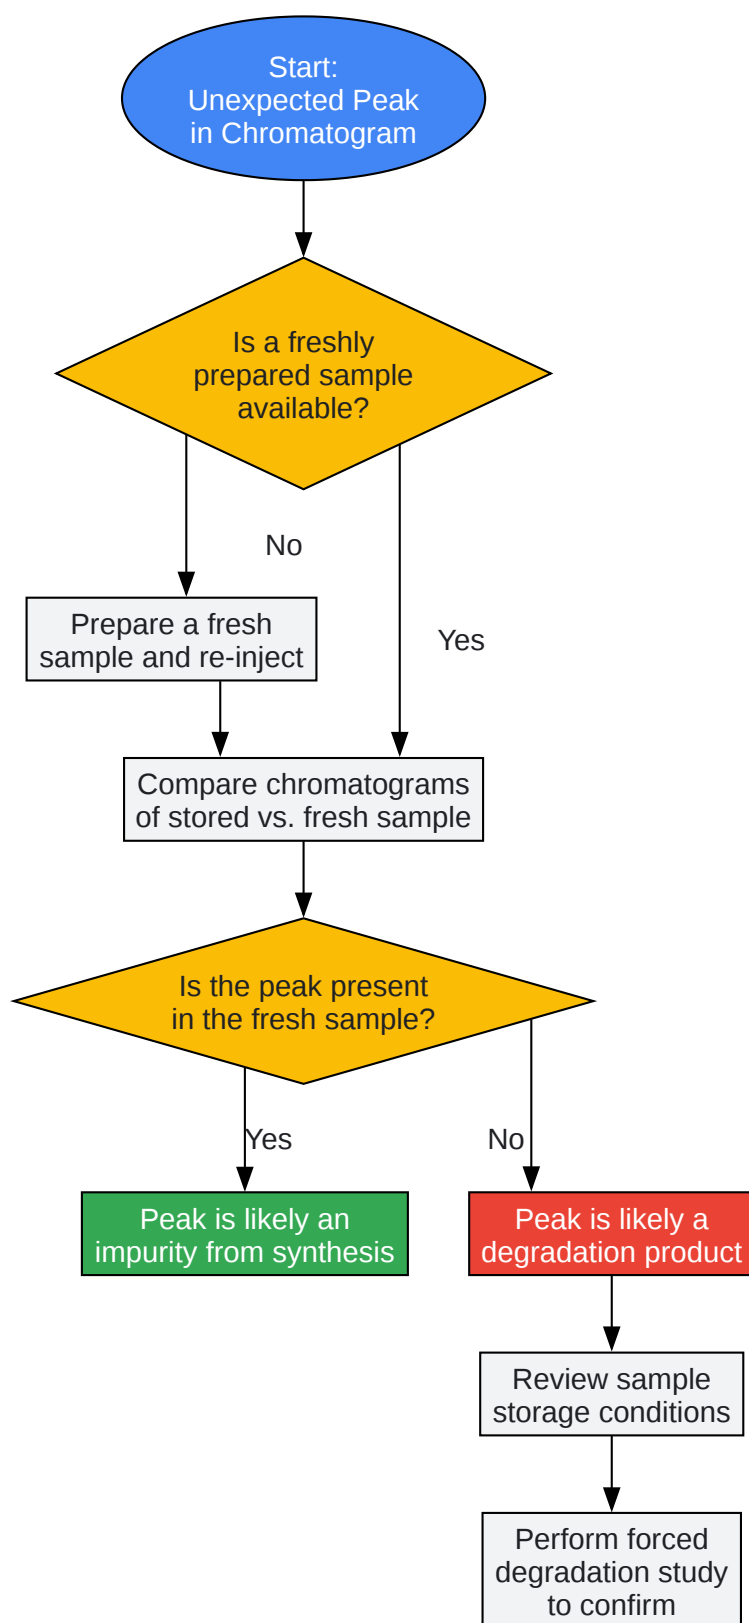 Start:
Unexpected Peak
in Chromatogram
Is a freshly
prepared sample
available?
No
Prepare a fresh
sample and re-inject
Yes
Compare chromatograms
of stored vs. fresh sample
Is the peak present
in the fresh sample?
Yes
No
Peak is likely an
impurity from synthesis
Peak is likely a
degradation product
Review sample
storage conditions
Perform forced
degradation study
to confirm